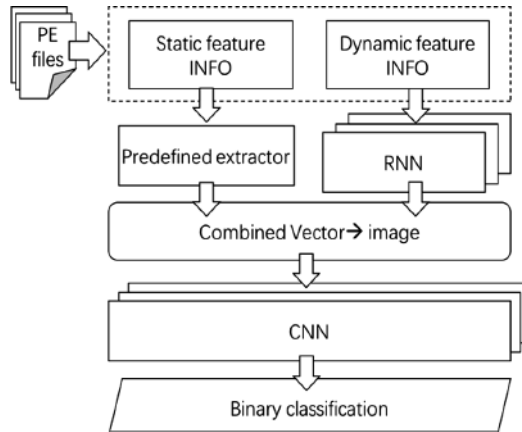 PE
files
Static feature
INFO
Dynamic feature
INFO
Predefined extractor
RNN
Combined Vector→ image
CNN
Binary classification